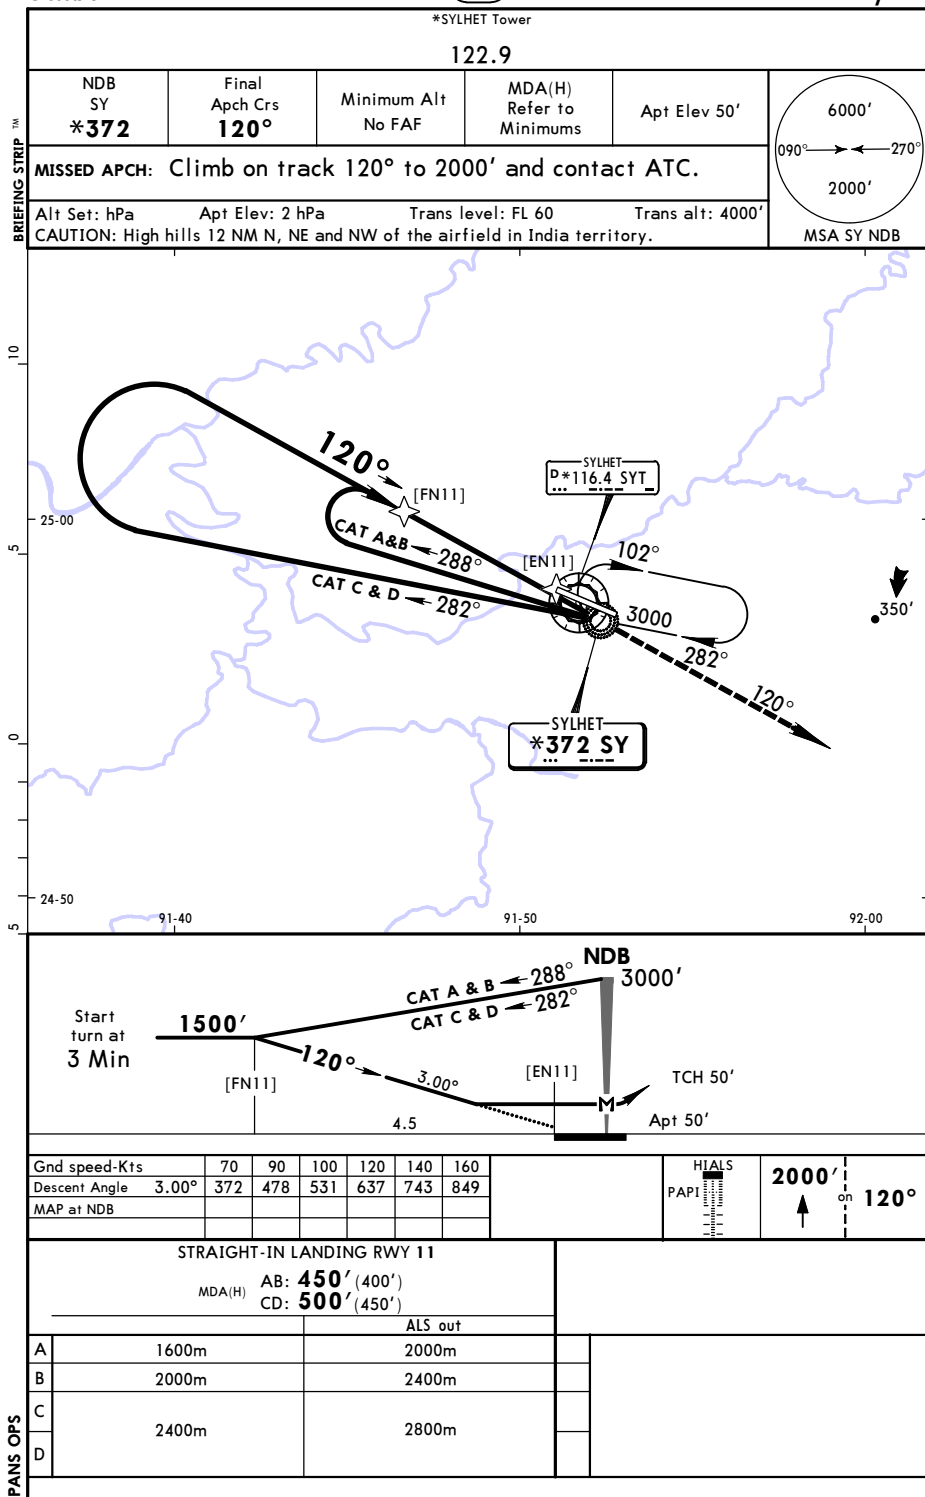 *SYLHET Tower
122.9
NDB
SY
*372
Final
Apch Crs
120°
Minimum Alt
No FAF
MDA(H)
Refer to
Minimums
Apt Elev 50'
6000'
090°
270°
2000'
MSA SY NDB
BRIEFING STRIP TM
MISSED APCH: Climb on track 120° to 2000' and contact ATC.
Alt Set: hPa Apt Elev: 2 hPa Trans level: FL 60 Trans alt: 4000'
CAUTION: High hills 12 NM N, NE and NW of the airfield in India territory.
10
120°
[FN11]
SYLHET
D *116.4 SYT
25-00
5
CAT A&B 288°
[EN11]
102°
CAT C & D 282°
3000
350'
282°
120°
SYLHET
*372 SY
0
24-50
5
91-40
91-50
92-00
NDB
CAT A & B 288°
3000'
CAT C & D 282°
Start
turn at
3 Min
1500'
120°
[FN11]
3.00°
[EN11]
TCH 50'
M
4.5
Apt 50'
Gnd speed-Kts 70 90 100 120 140 160
Descent Angle 3.00° 372 478 531 637 743 849
MAP at NDB
HIALS
PAPI
2000'
on 120°
STRAIGHT-IN LANDING RWY 11
MDA(H)
AB: 450' (400')
CD: 500' (450')
ALS out
A 1600m 2000m
B 2000m 2400m
C
2400m 2800m
D
PANS OPS